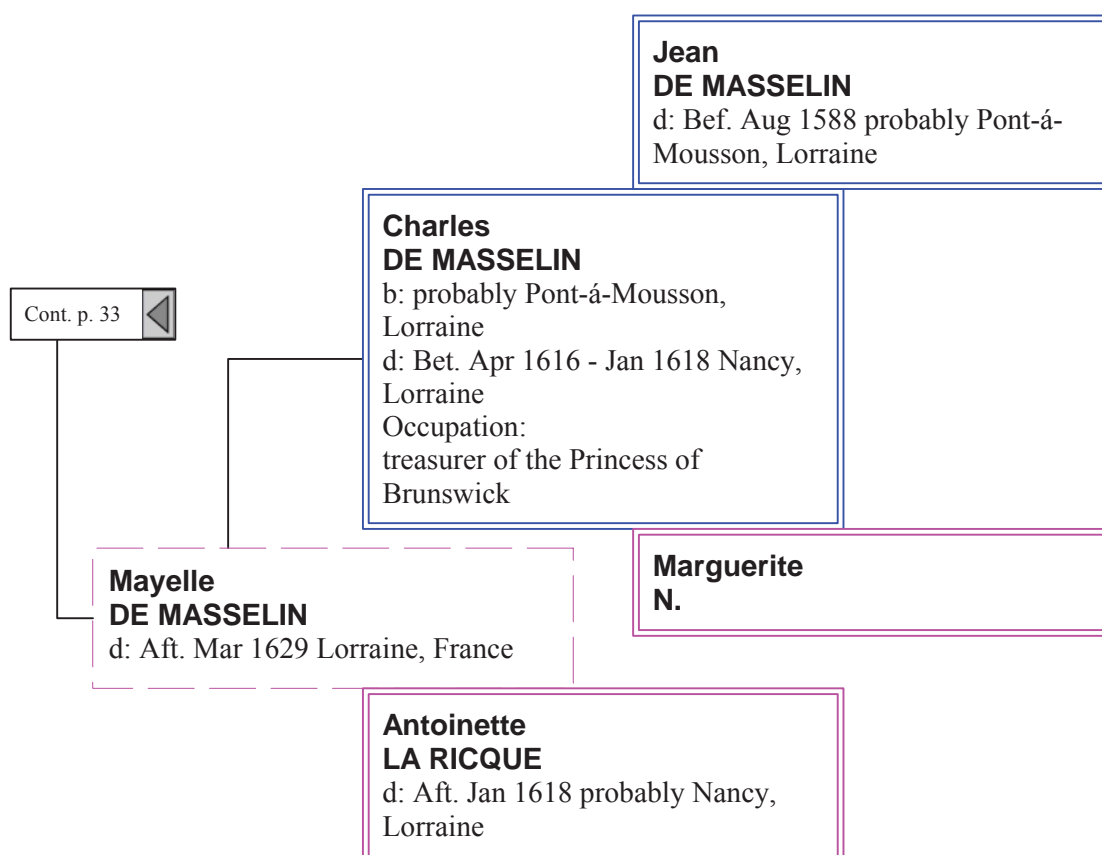 Jean
DE MASSELIN
d: Bef. Aug 1588 probably Pont-á-
Mousson, Lorraine
Charles
DE MASSELIN
b: probably Pont-á-Mousson,
Lorraine
d: Bet. Apr 1616 - Jan 1618 Nancy,
Lorraine
Occupation:
treasurer of the Princess of
Brunswick
Cont. p. 33
Marguerite
N.
Mayelle
DE MASSELIN
d: Aft. Mar 1629 Lorraine, France
Antoinette
LA RICQUE
d: Aft. Jan 1618 probably Nancy,
Lorraine